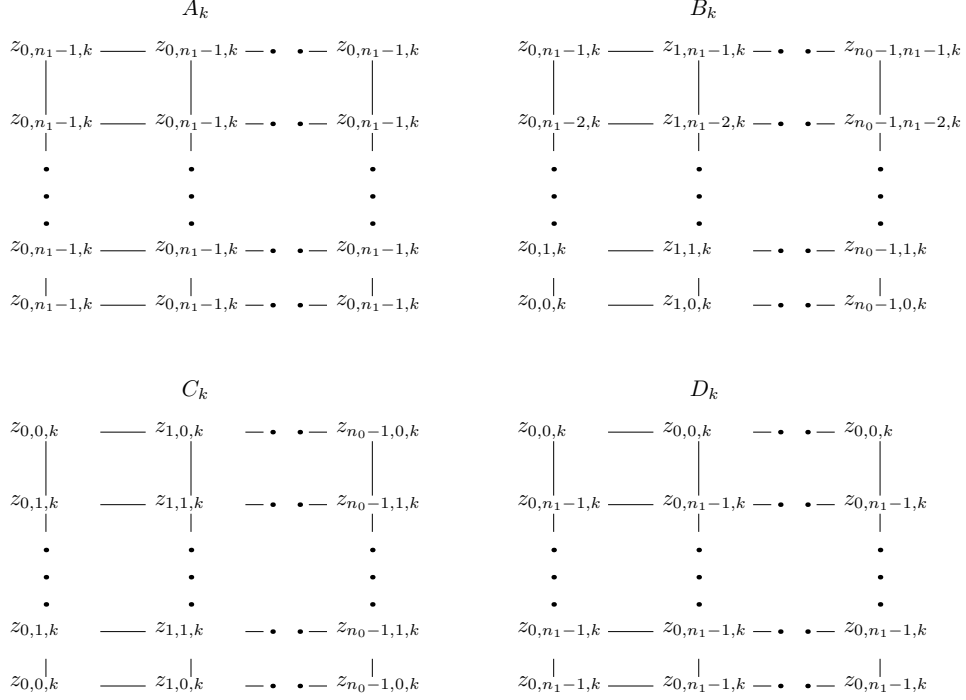 A_k B_k
z_{0,n_1-1,k} z_{0,n_1-1,k} z_{0,n_1-1,k} z_{0,n_1-1,k} z_{1,n_1-1,k} z_{n_0-1,n_1-1,k}
z_{0,n_1-1,k} z_{0,n_1-1,k} z_{0,n_1-1,k} z_{0,n_1-2,k} z_{1,n_1-2,k} z_{n_0-1,n_1-2,k}
z_{0,n_1-1,k} z_{0,n_1-1,k} z_{0,n_1-1,k} z_{0,1,k} z_{1,1,k} z_{n_0-1,1,k}
z_{0,n_1-1,k} z_{0,n_1-1,k} z_{0,n_1-1,k} z_{0,0,k} z_{1,0,k} z_{n_0-1,0,k}
C_k D_k
z_{0,0,k} z_{1,0,k} z_{n_0-1,0,k} z_{0,0,k} z_{0,0,k} z_{0,0,k}
z_{0,1,k} z_{1,1,k} z_{n_0-1,1,k} z_{0,n_1-1,k} z_{0,n_1-1,k} z_{0,n_1-1,k}
z_{0,1,k} z_{1,1,k} z_{n_0-1,1,k} z_{0,n_1-1,k} z_{0,n_1-1,k} z_{0,n_1-1,k}
z_{0,0,k} z_{1,0,k} z_{n_0-1,0,k} z_{0,n_1-1,k} z_{0,n_1-1,k} z_{0,n_1-1,k}